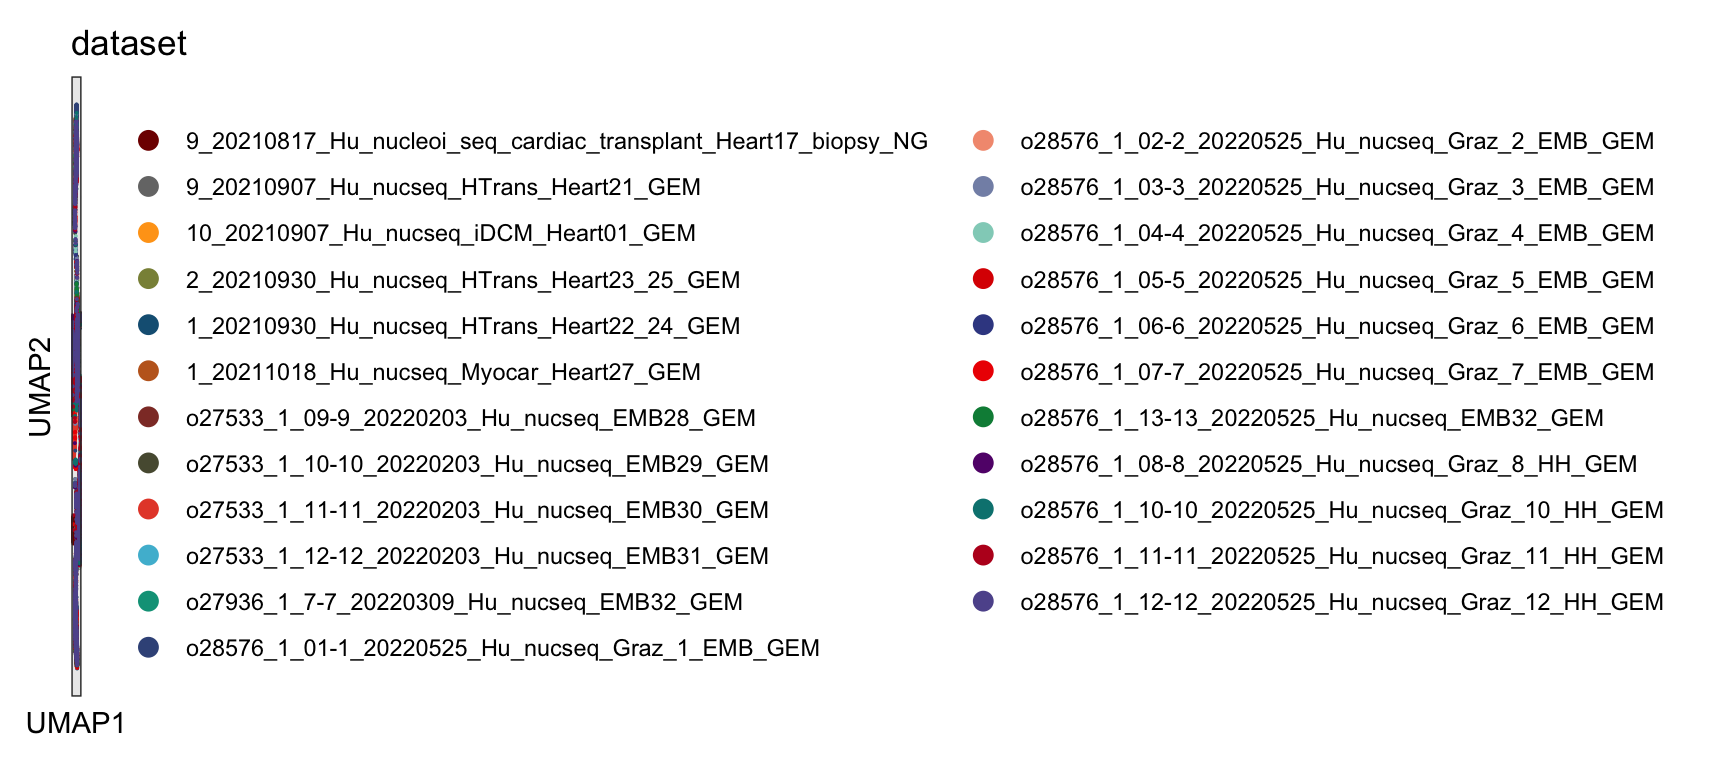 dataset
UMAP2
9_20210817_Hu_nucleoi_seq_cardiac_transplant_Heart17_biopsy_NG
9_20210907_Hu_nucseq_HTrans_Heart21_GEM
10_20210907_Hu_nucseq_iDCM_Heart01_GEM
2_20210930_Hu_nucseq_HTrans_Heart23_25_GEM
1_20210930_Hu_nucseq_HTrans_Heart22_24_GEM
1_20211018_Hu_nucseq_Myocar_Heart27_GEM
o27533_1_09-9_20220203_Hu_nucseq_EMB28_GEM
o27533_1_10-10_20220203_Hu_nucseq_EMB29_GEM
o27533_1_11-11_20220203_Hu_nucseq_EMB30_GEM
o27533_1_12-12_20220203_Hu_nucseq_EMB31_GEM
o27936_1_7-7_20220309_Hu_nucseq_EMB32_GEM
o28576_1_01-1_20220525_Hu_nucseq_Graz_1_EMB_GEM
o28576_1_02-2_20220525_Hu_nucseq_Graz_2_EMB_GEM
o28576_1_03-3_20220525_Hu_nucseq_Graz_3_EMB_GEM
o28576_1_04-4_20220525_Hu_nucseq_Graz_4_EMB_GEM
o28576_1_05-5_20220525_Hu_nucseq_Graz_5_EMB_GEM
o28576_1_06-6_20220525_Hu_nucseq_Graz_6_EMB_GEM
o28576_1_07-7_20220525_Hu_nucseq_Graz_7_EMB_GEM
o28576_1_13-13_20220525_Hu_nucseq_EMB32_GEM
o28576_1_08-8_20220525_Hu_nucseq_Graz_8_HH_GEM
o28576_1_10-10_20220525_Hu_nucseq_Graz_10_HH_GEM
o28576_1_11-11_20220525_Hu_nucseq_Graz_11_HH_GEM
o28576_1_12-12_20220525_Hu_nucseq_Graz_12_HH_GEM
UMAP1